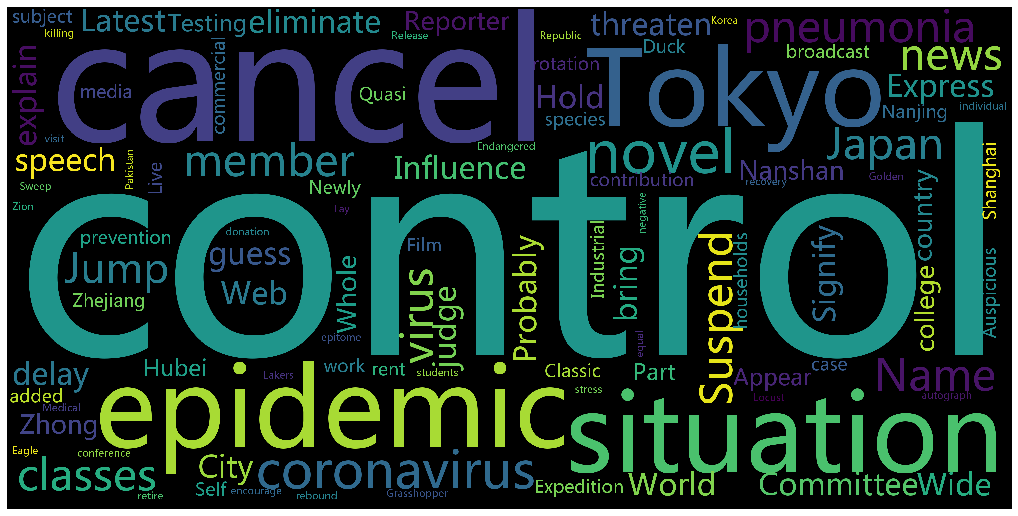 subject
Latest
Testing
eliminate
Reporter
threaten
Korea
pneumonia
killing
Release
Republic
Duck
broadcast
news
explain
cancel
Tokyo
media
commercial
Quasi
rotation
Hold
species
Express
Nanjing
individual
visit
speech
Pakistan
Live
member
Influence
Endangered
novel
Japan
Nanshan
contribution
recovery
Golden
Shanghai
Sweep
Newly
Lay
Zion
control
prevention
donation
guess
Film
Jump
Web
Zhejiang
Whole
virus
judge
Probably
Industrial
bring
negative
Suspend
households
Signify
country
college
Auspicious
epitome
equal
Hubei
Lakers
work
rent
students
Classic
stress
Part
Appear
case
Name
Locust
autograph
delay
added
Medical
Zhong
epidemic
situation
Eagle
conference
classes
City
coronavirus
Self
encourage
rebound
Grasshopper
retire
Expedition
World
Committee
Wide